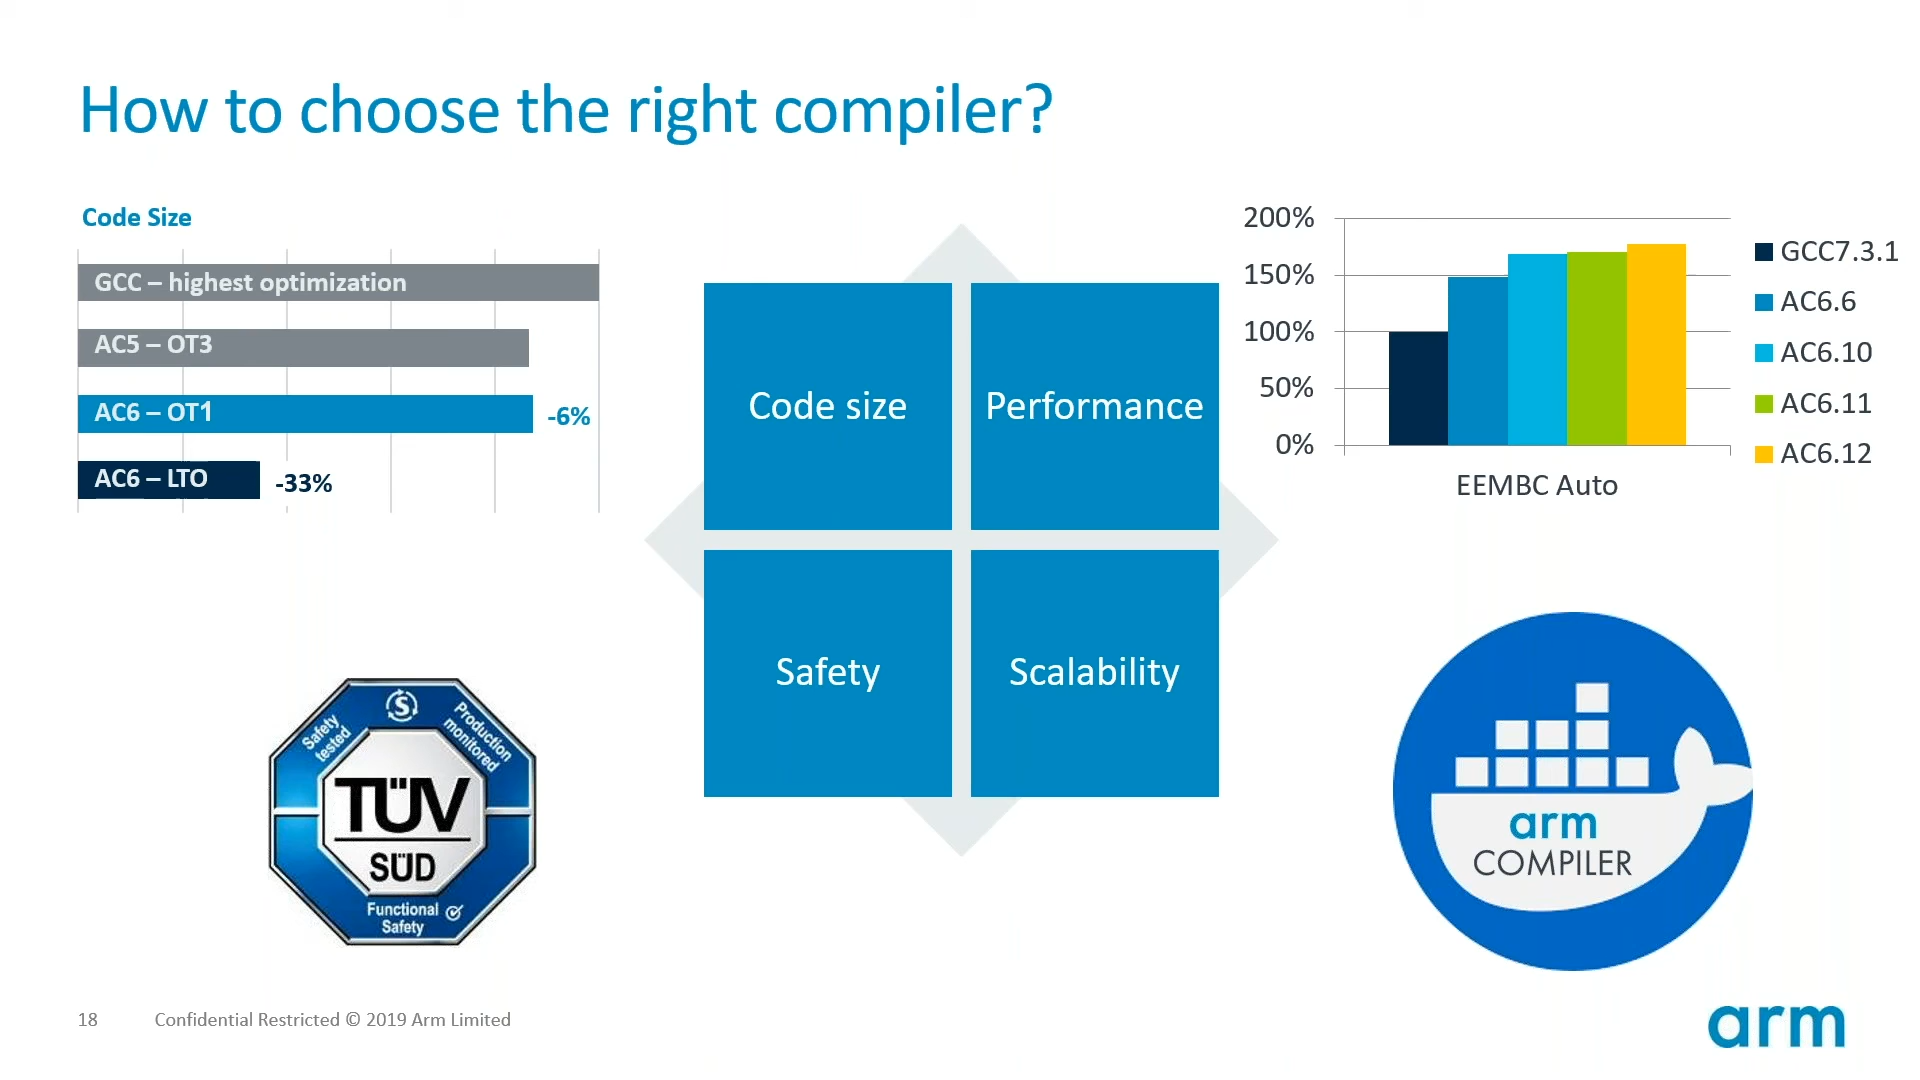 How to choose the right compiler?
Code Size
GCC – highest optimization
AC5 – OT3
AC6 – OT1
-6%
AC6 – LTO
-33%
Code size
Performance
Safety
Scalability
200%
150%
100%
50%
0%
EEMBC Auto
GCC7.3.1
AC6.6
AC6.10
AC6.11
AC6.12
S
Safety
tested
Production
monitored
TÜV
SÜD
Functional
Safety
arm
COMPILER
18
Confidential Restricted © 2019 Arm Limited
arm